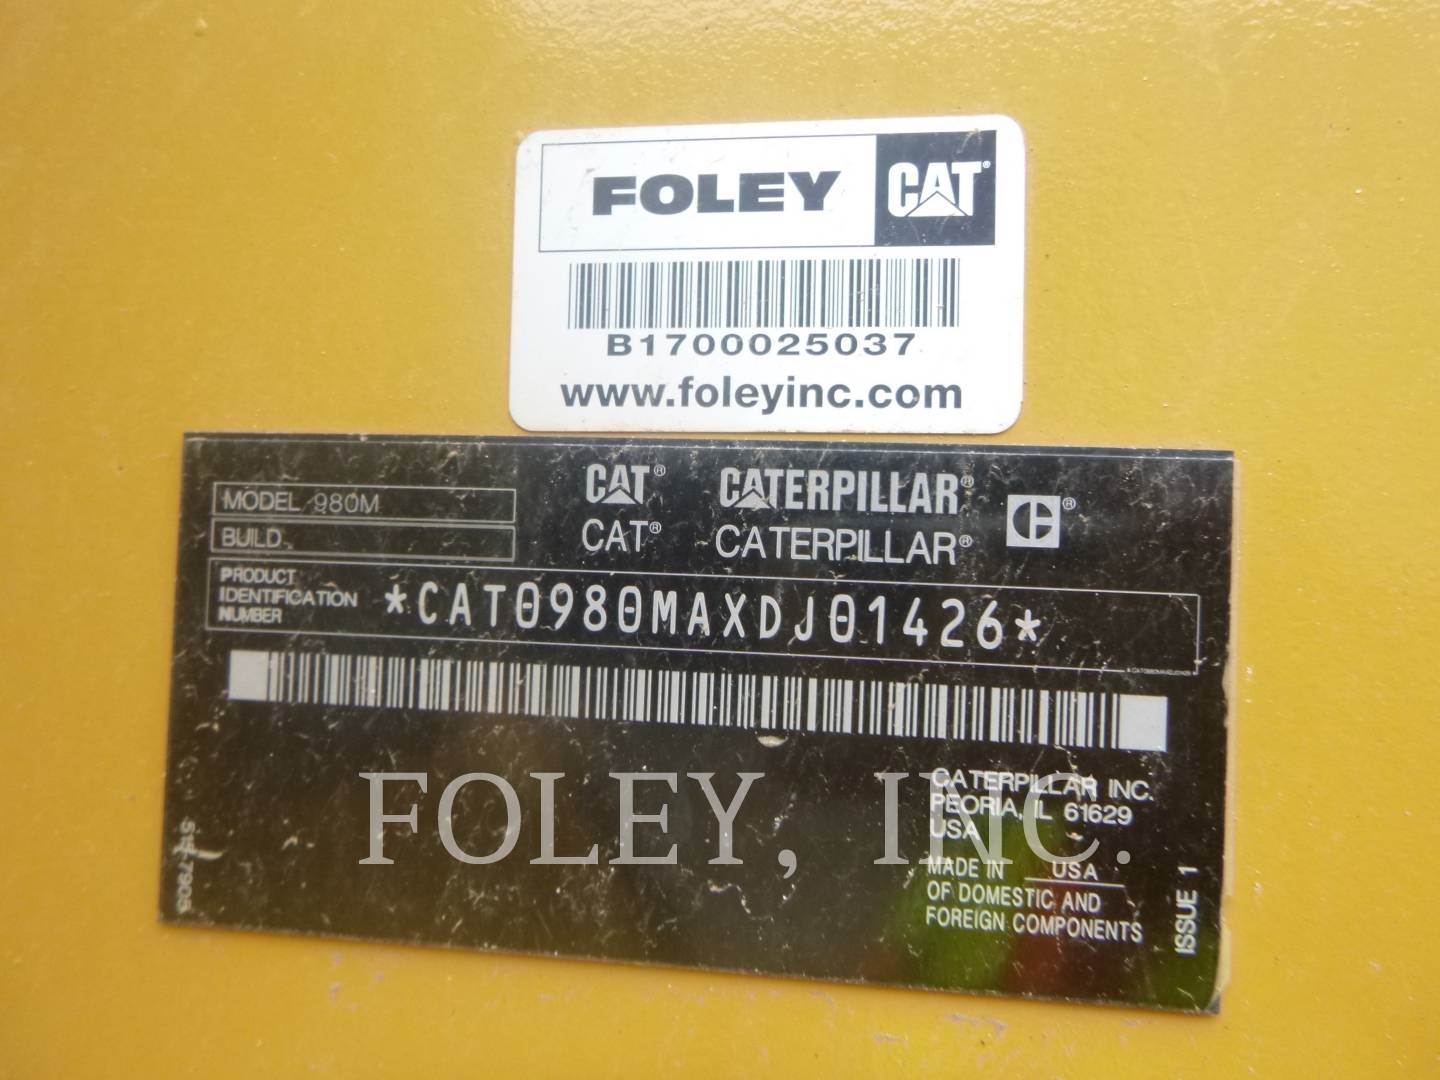 FOLEY CAT®
B1700025037
www.foleyinc.com
MODEL 980M
BUILD
CAT® CATERPILLAR®
CAT® CATERPILLAR® ®
PRODUCT
IDENTIFICATION
NUMBER
*CAT0980MAXDJ01426*
FOLEY, INC.
CATERPILLAR INC.
PEORIA, IL 61629
USA
MADE IN USA
OF DOMESTIC AND
FOREIGN COMPONENTS
ISSUE 1